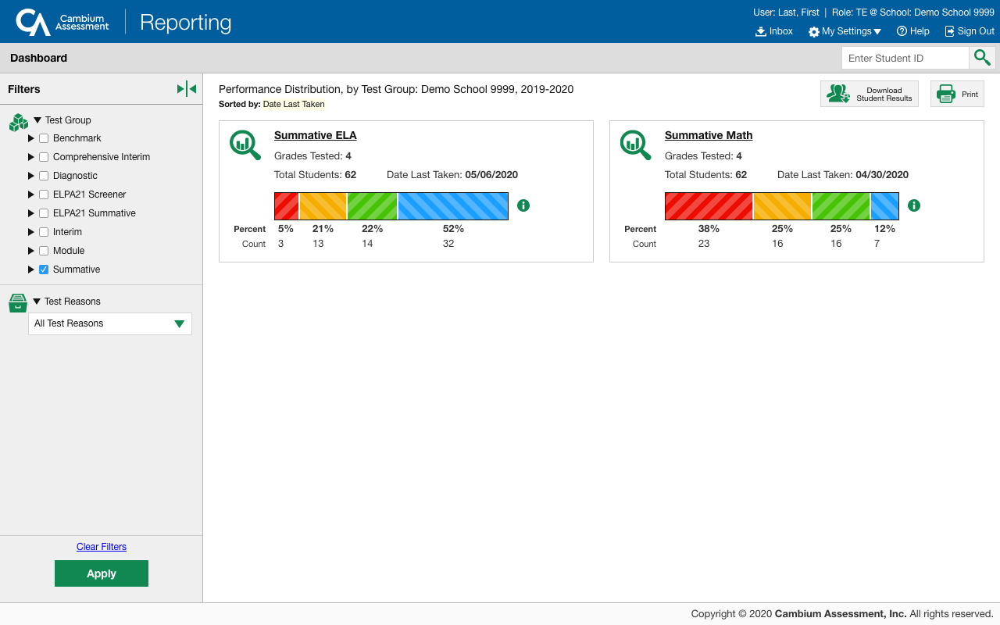 Cambium
Assessment
Reporting
User: Last, First | Role: TE @ School: Demo School 9999
Inbox My Settings Help Sign Out
Dashboard
Enter Student ID
Filters
Test Group
Benchmark
Comprehensive Interim
Diagnostic
ELPA21 Screener
ELPA21 Summative
Interim
Module
Summative
Test Reasons
All Test Reasons
Clear Filters
Apply
Performance Distribution, by Test Group: Demo School 9999, 2019-2020
Sorted by: Date Last Taken
Download
Student Results
Print
Summative ELA
Grades Tested: 4
Total Students: 62 Date Last Taken: 05/06/2020
Percent 5% 21% 22% 52%
Count 3 13 14 32
Summative Math
Grades Tested: 4
Total Students: 62 Date Last Taken: 04/30/2020
Percent 38% 25% 25% 12%
Count 23 16 16 7
Copyright © 2020 Cambium Assessment, Inc. All rights reserved.